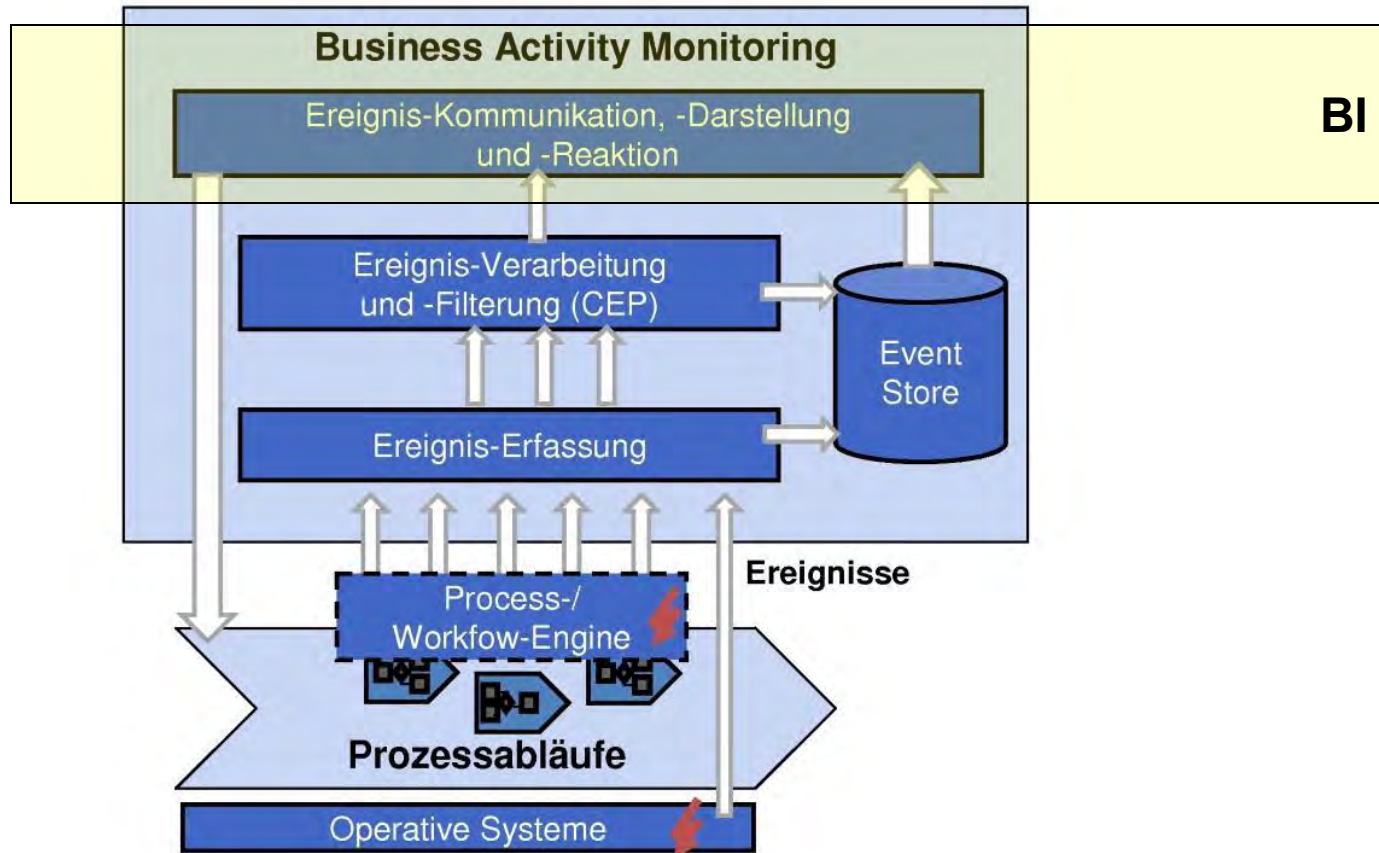 Business Activity Monitoring
BI
Ereignis-Kommunikation, -Darstellung
und -Reaktion
Ereignis-Verarbeitung
und -Filterung (CEP)
Event
Store
Ereignis-Erfassung
Ereignisse
Process-/
Workfow-Engine
Prozessabläufe
Operative Systeme